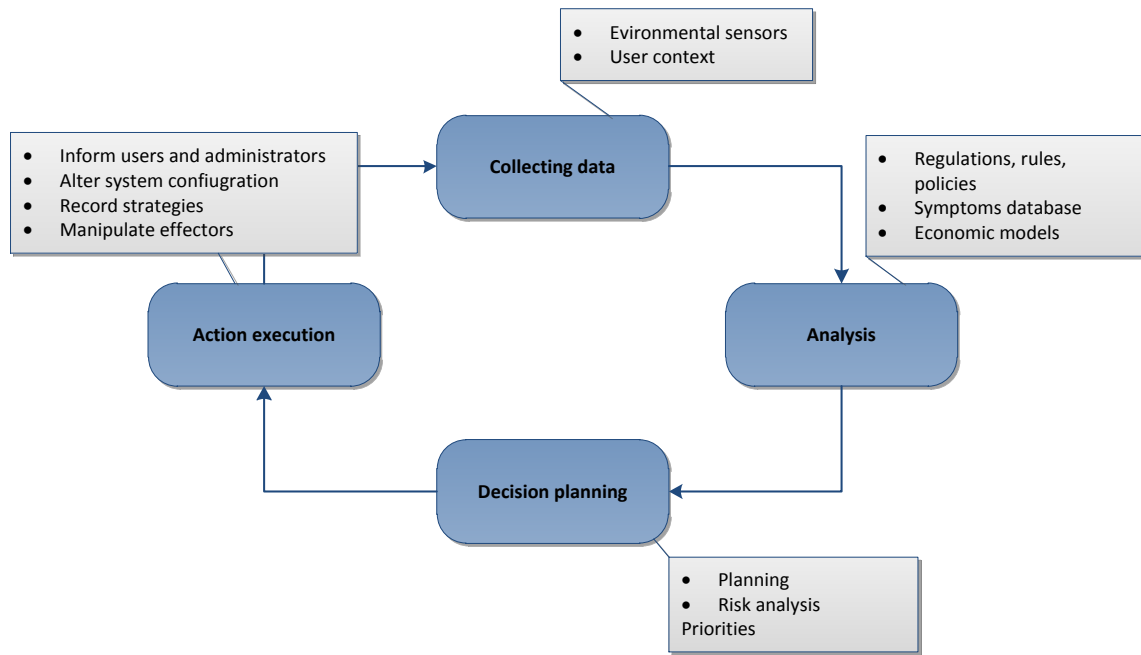 • Evironmental sensors
• User context
Collecting data
• Inform users and administrators
• Alter system confiugration
• Record strategies
• Manipulate effectors
• Regulations, rules,
policies
• Symptoms database
• Economic models
Action execution
Analysis
Decision planning
• Planning
• Risk analysis
Priorities